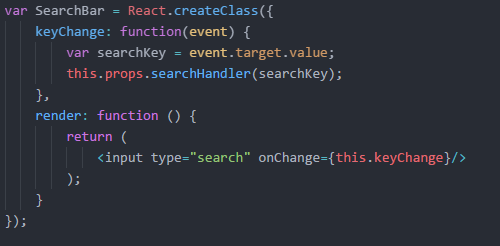 var SearchBar = React.createClass({
    keyChange: function(event) {
        var searchKey = event.target.value;
        this.props.searchHandler(searchKey);
    },
    render: function () {
        return (
            <input type="search" onChange={this.keyChange}/>
        );
    }
});